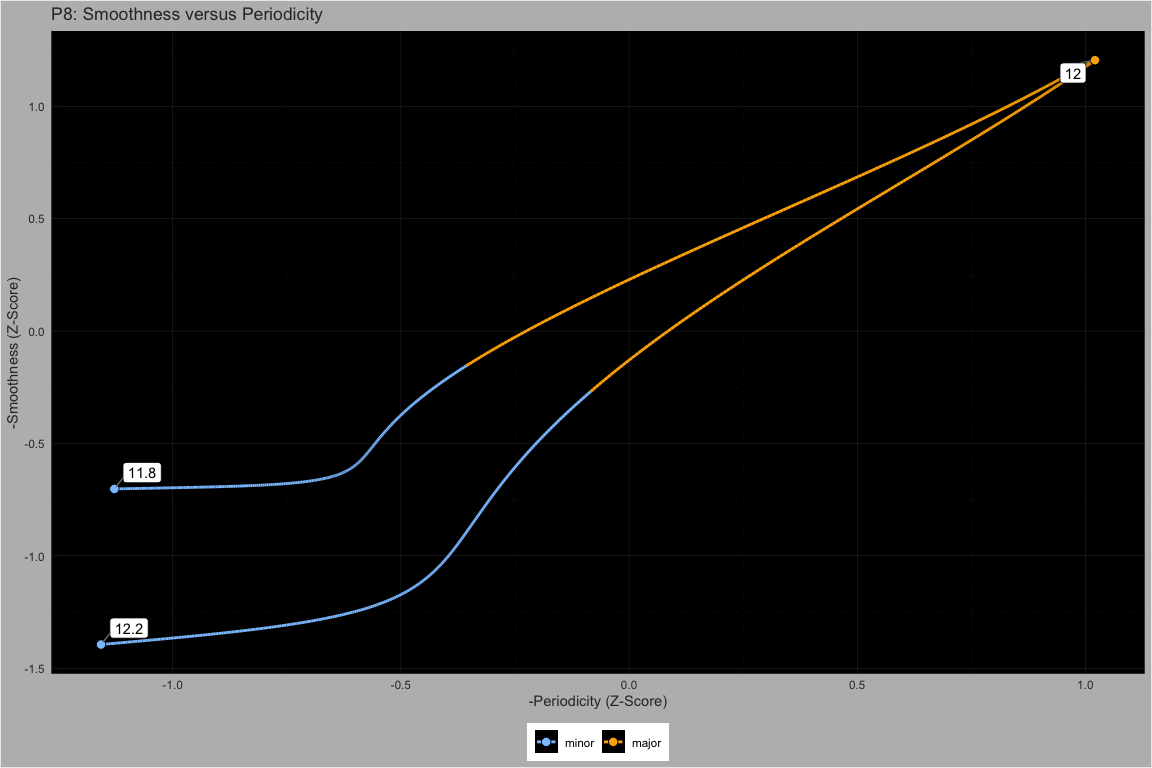 P8: Smoothness versus Periodicity
12
1.0
0.5
0.0
-0.5
-1.0
-1.5
-Smoothness (Z-Score)
11.8
12.2
-1.0 -0.5 0.0 0.5 1.0
-Periodicity (Z-Score)
minor major